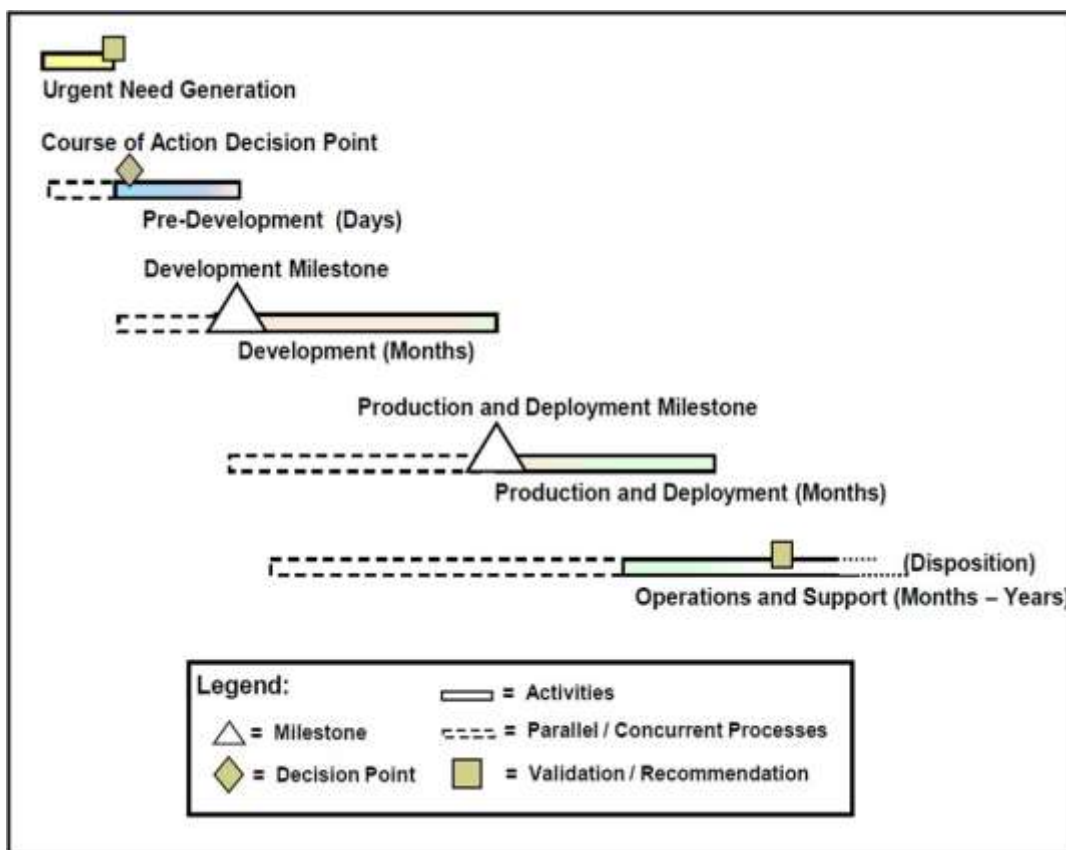 Urgent Need Generation
Course of Action Decision Point
Pre-Development (Days)
Development Milestone
Development (Months)
Production and Deployment Milestone
Production and Deployment (Months)
(Disposition)
Operations and Support (Months – Years)
Legend:
= Activities
= Milestone
= Parallel / Concurrent Processes
= Decision Point
= Validation / Recommendation